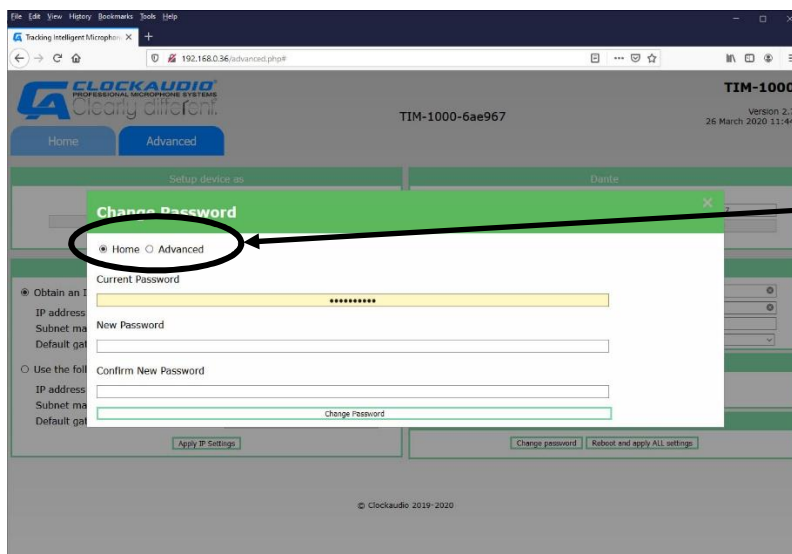 File Edit View History Bookmarks Tools Help
Tracking Intelligent Microphon
192.168.0.36/advanced.php#
CLOCKAUDIO
PROFESSIONAL MICROPHONE SYSTEMS
Clearly different.
TIM-1000
TIM-1000-6ae967
Version 2.
26 March 2020 11:44
Home Advanced
Setup device as Dante
Change Password
Home Advanced
Current Password
••••••••••
Obtain an I
IP address
New Password
Subnet ma
Default gat
Use the foll
Confirm New Password
IP address
Subnet ma
Change Password
Default gat
Apply IP Settings Change password Reboot and apply ALL settings
© Clockaudio 2019-2020